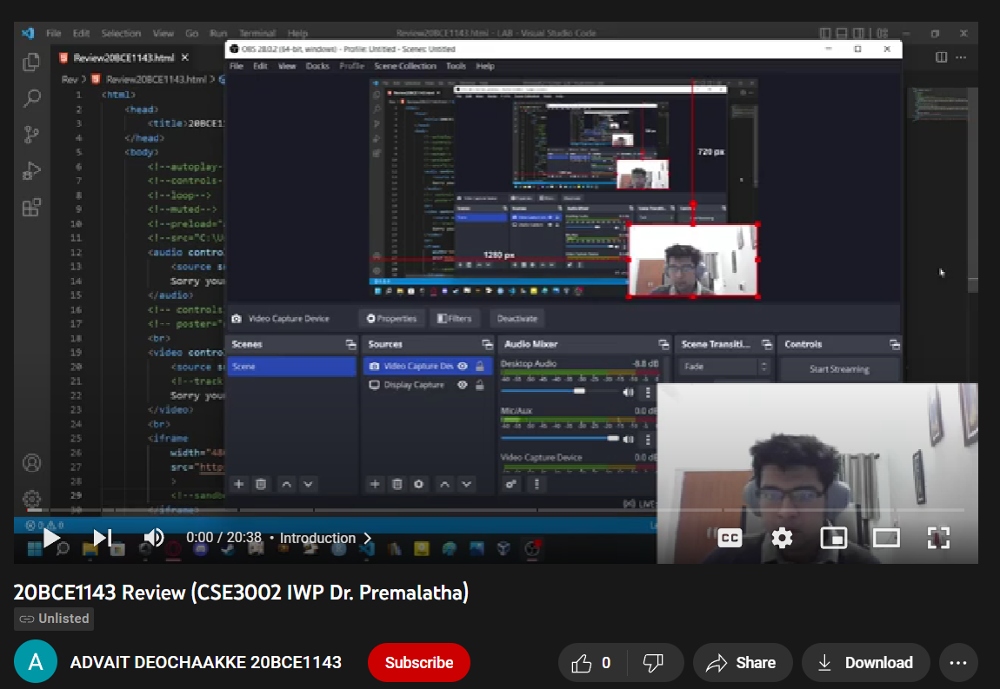 File Edit Selection View Go Run Terminal Help
Review20BCE1143.html - LAB - Visual Studio Code
Review20BCE1143.html
Rev > Review20BCE1143.html >
1 <html>
2 <head>
3 <title>20BCE1
4 </head>
5 <body>
6 <!--autoplay-
7 <!--controls-
8 <!--loop-->
9 <!--muted-->
10 <!--preload="
11 <!--src="C:\U
12 <audio contro
13 <source s
14 Sorry you
15 </audio>
16 <!-- controls
17 <!-- poster="
18 <br>
19 <video contro
20 <source s
21 <!--track
22 Sorry you
23 </video>
24 <br>
25 <iframe
26 width="48
27 src="http
28 >
29 <!--sandb
30 </iframe>
OBS 28.0.2 (64-bit, windows) - Profile: Untitled - Scenes: Untitled
File Edit View Docks Profile Scene Collection Tools Help
720 px
1280 px
Video Capture Device
Properties
Filters
Deactivate
Scenes
Scene
Sources
Video Capture Dev
Display Capture
Audio Mixer
Desktop Audio -8.8 dB
Mic/Aux 0.0 dB
Video Capture Device 0.0 dB
Scene Transiti...
Fade
Controls
Start Streaming
LIVE:
0:00 / 20:38 • Introduction
CC
20BCE1143 Review (CSE3002 IWP Dr. Premalatha)
Unlisted
A
ADVAIT DEOCHAAKKE 20BCE1143
Subscribe
0
Share
Download